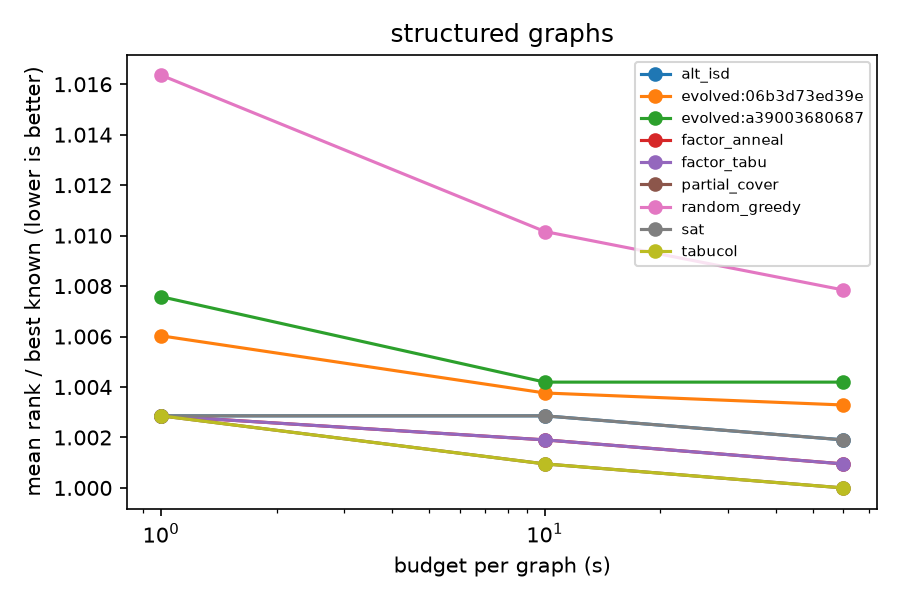 structured graphs
mean rank / best known (lower is better)
1.016
1.014
1.012
1.010
1.008
1.006
1.004
1.002
1.000
alt_isd
evolved:06b3d73ed39e
evolved:a39003680687
factor_anneal
factor_tabu
partial_cover
random_greedy
sat
tabucol
10⁰ 10¹
budget per graph (s)